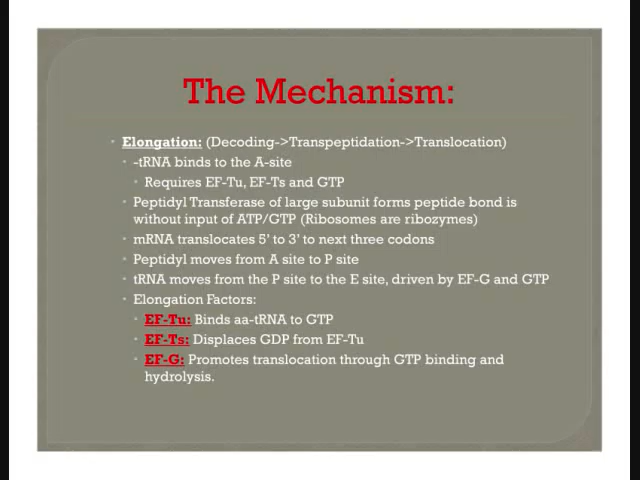 The Mechanism:
Elongation: (Decoding->Transpeptidation->Translocation)
-tRNA binds to the A-site
Requires EF-Tu, EF-Ts and GTP
Peptidyl Transferase of large subunit forms peptide bond is
without input of ATP/GTP (Ribosomes are ribozymes)
mRNA translocates 5' to 3' to next three codons
Peptidyl moves from A site to P site
tRNA moves from the P site to the E site, driven by EF-G and GTP
Elongation Factors:
EF-Tu: Binds aa-tRNA to GTP
EF-Ts: Displaces GDP from EF-Tu
EF-G: Promotes translocation through GTP binding and
hydrolysis.